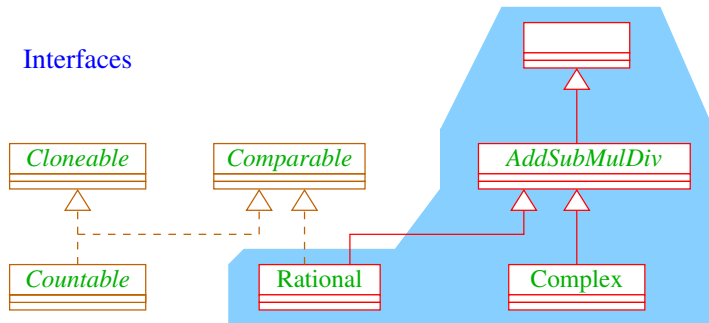 Interfaces
Cloneable
Comparable
AddSubMulDiv
Countable
Rational
Complex